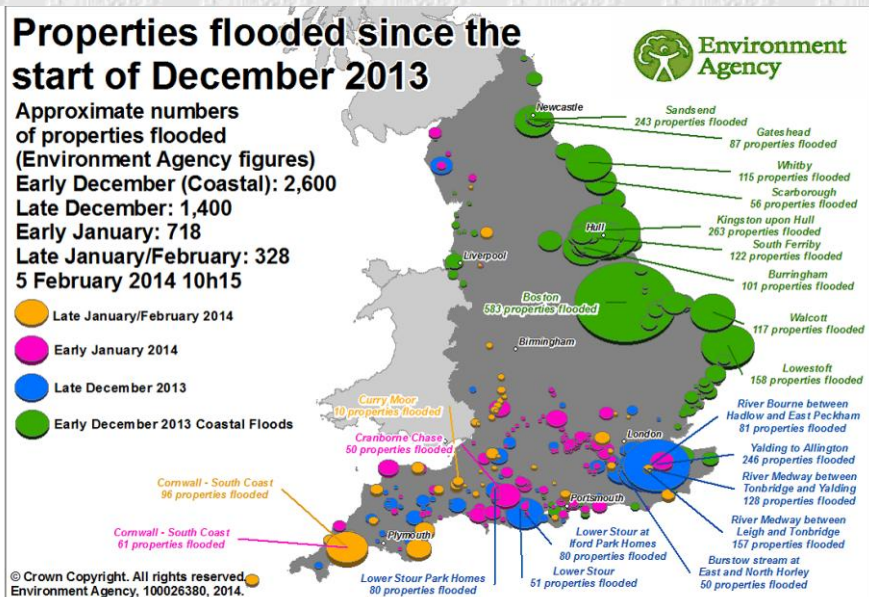 Properties flooded since the
start of December 2013
Approximate numbers
of properties flooded
(Environment Agency figures)
Early December (Coastal): 2,600
Late December: 1,400
Early January: 718
Late January/February: 328
5 February 2014 10h15
Late January/February 2014
Early January 2014
Late December 2013
Early December 2013 Coastal Floods
Environment
Agency
Newcastle
Sandsend
243 properties flooded
Gateshead
87 properties flooded
Whitby
115 properties flooded
Scarborough
56 properties flooded
Kingston upon Hull
263 properties flooded
Hull
South Ferriby
122 properties flooded
Burringham
101 properties flooded
Liverpool
Boston
583 properties flooded
Walcott
117 properties flooded
Birmingham
Lowestoft
158 properties flooded
Curry Moor
10 properties flooded
Cranborne Chase
50 properties flooded
London
River Bourne between
Hadlow and East Peckham
81 properties flooded
Yalding to Allington
246 properties flooded
River Medway between
Tonbridge and Yalding
128 properties flooded
Cornwall - South Coast
96 properties flooded
Portsmouth
River Medway between
Leigh and Tonbridge
157 properties flooded
Cornwall - South Coast
61 properties flooded
Plymouth
Lower Stour at
Iford Park Homes
80 properties flooded
Burstow stream at
East and North Horley
50 properties flooded
Lower Stour Park Homes
80 properties flooded
Lower Stour
51 properties flooded
© Crown Copyright. All rights reserved.
Environment Agency, 100026380, 2014.